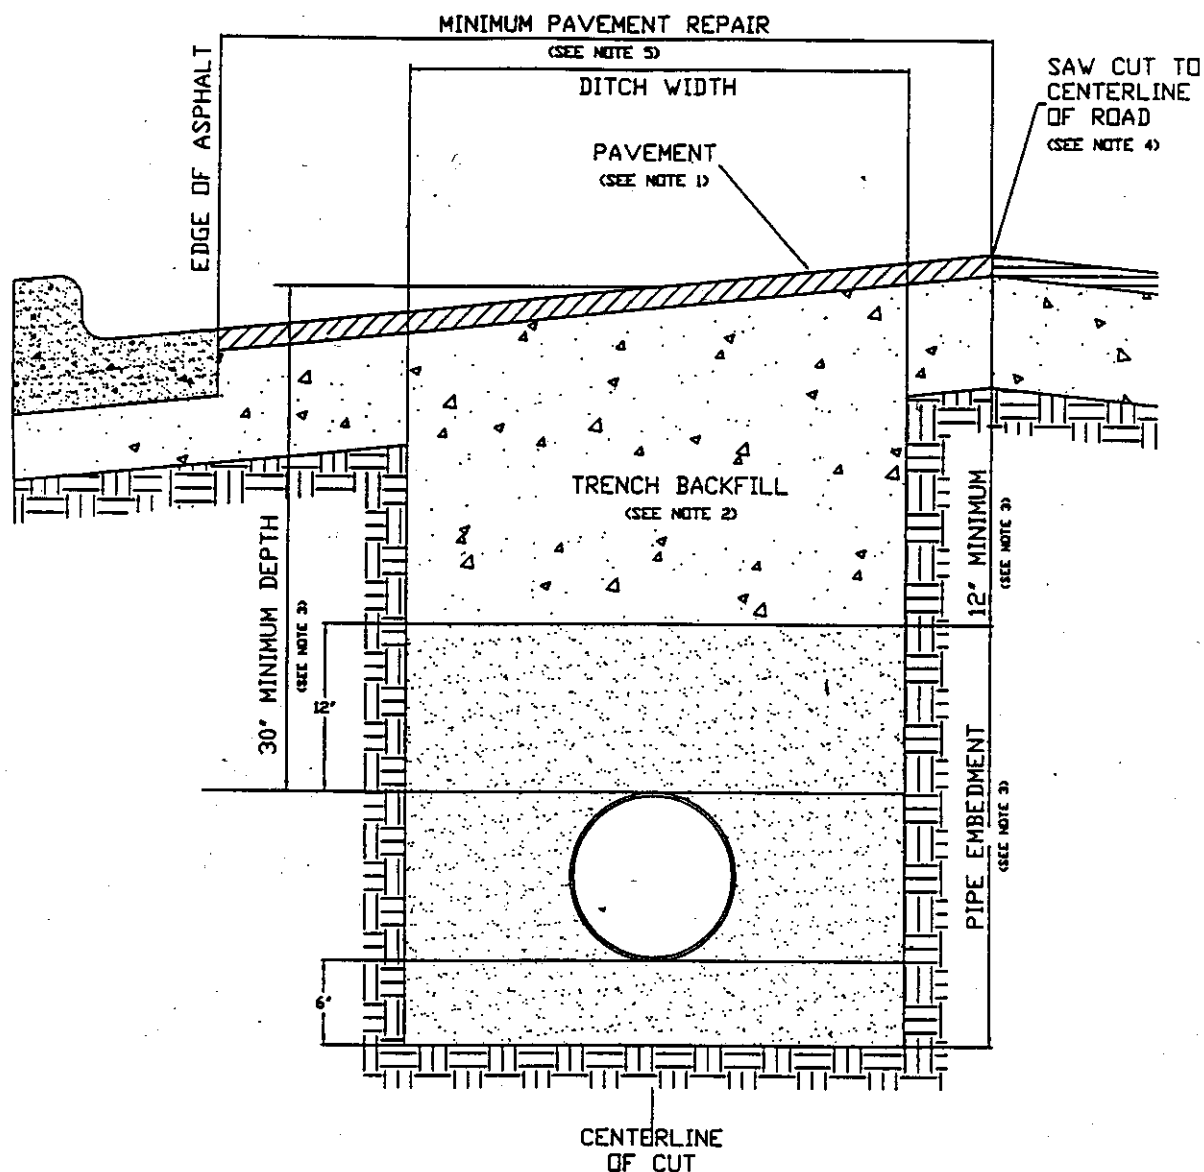 MINIMUM PAVEMENT REPAIR
(SEE NOTE 5)
DITCH WIDTH
EDGE OF ASPHALT
SAW CUT TO
CENTERLINE
OF ROAD
(SEE NOTE 4)
PAVEMENT
(SEE NOTE 1)
TRENCH BACKFILL
(SEE NOTE 2)
30" MINIMUM DEPTH
(SEE NOTE 3)
12" MINIMUM
(SEE NOTE 3)
12"
PIPE EMBEDMENT
(SEE NOTE 3)
6"
CENTERLINE
OF CUT